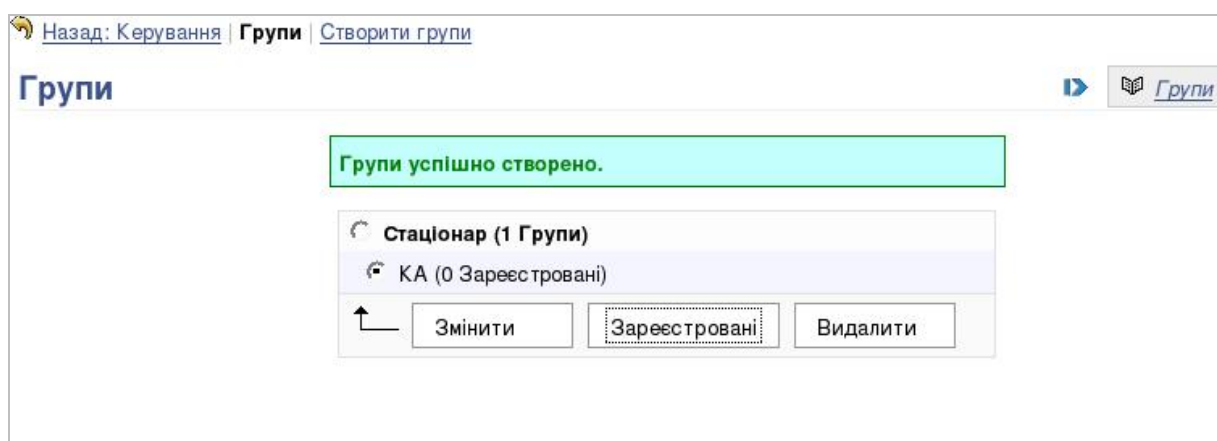 Назад: Керування | Групи | Створити групи
Групи
Групи
Групи успішно створено.
Стаціонар (1 Групи)
КА (0 Зареєстровані)
Змінити Зареєстровані Видалити